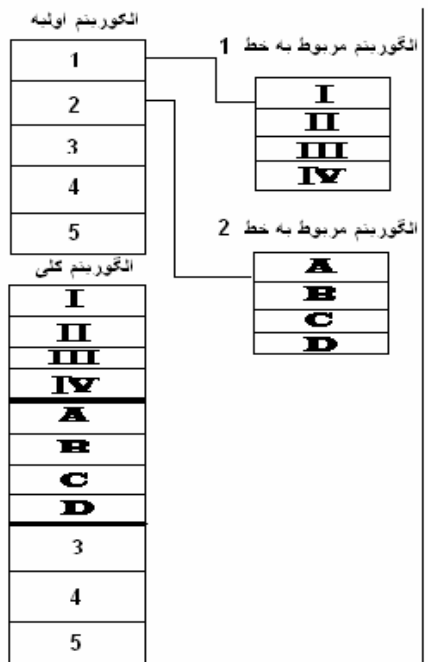 الگوریتم اولیه
1
2
3
4
5
الگوریتم مربوط به خط 1
I
II
III
IV
الگوریتم مربوط به خط 2
A
B
C
D
الگوریتم کلی
I
II
III
IV
A
B
C
D
3
4
5